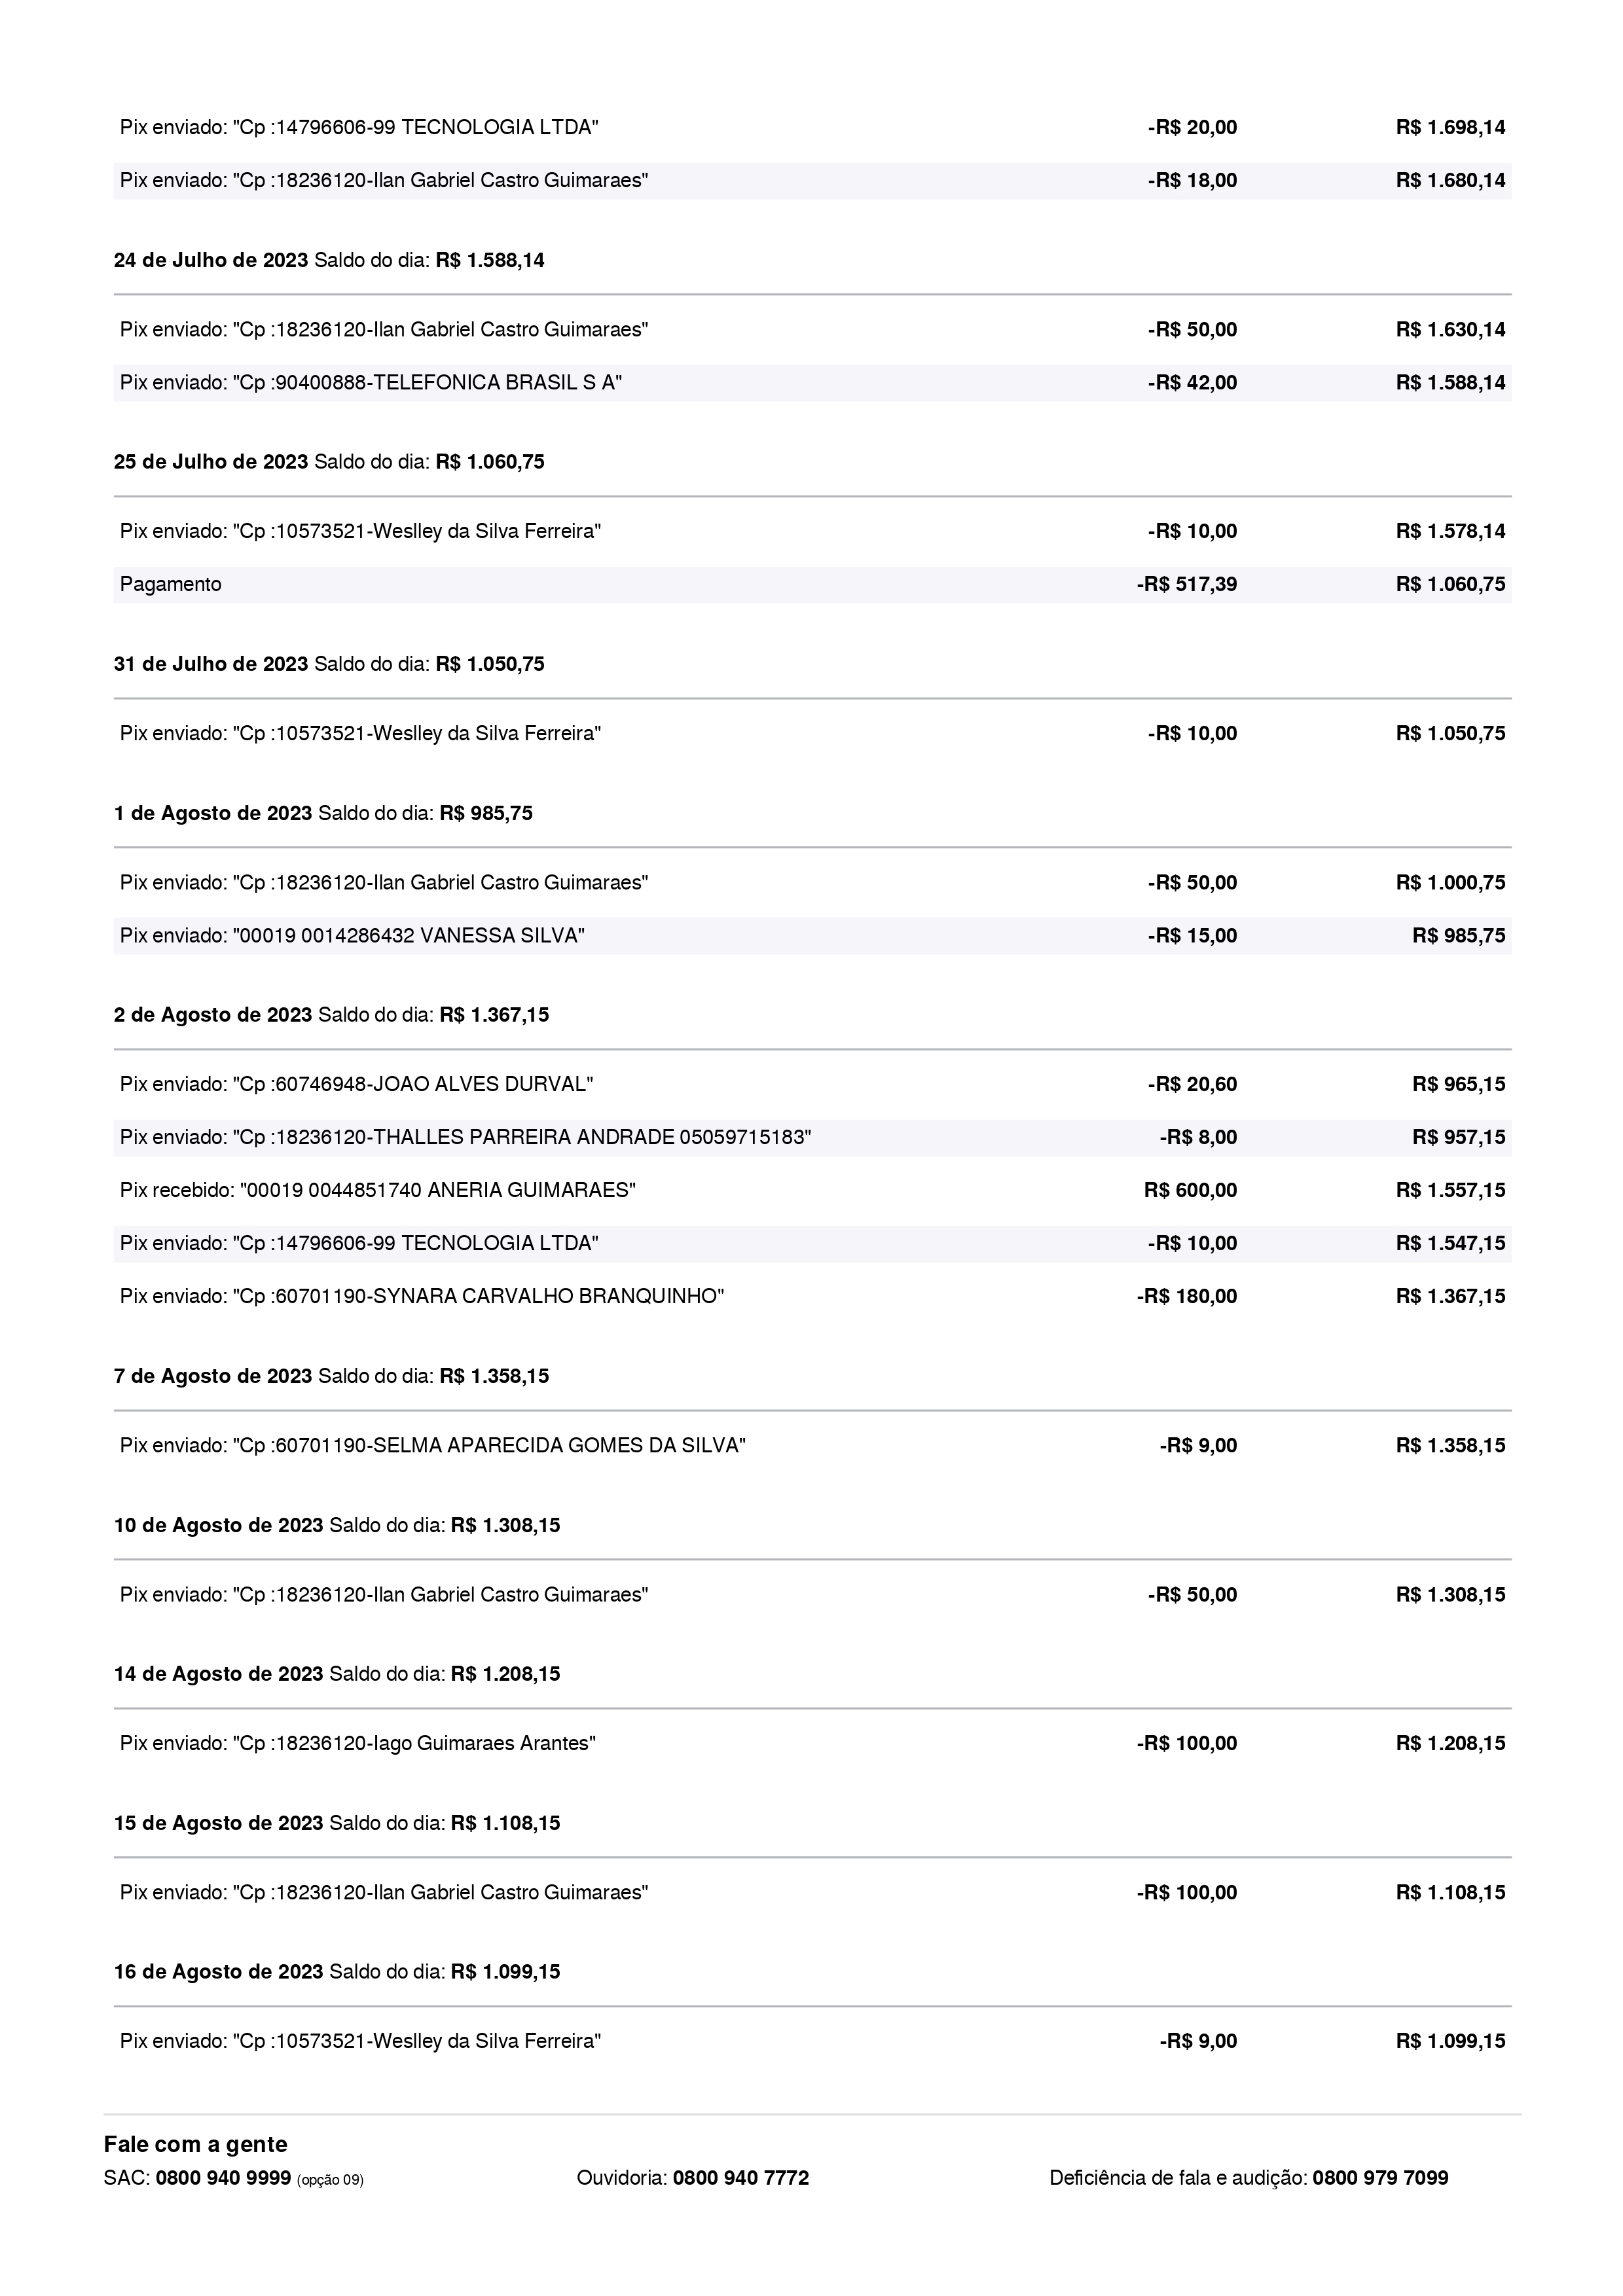 Pix enviado: "Cp :14796606-99 TECNOLOGIA LTDA" -R$ 20,00 R$ 1.698,14
Pix enviado: "Cp :18236120-Ilan Gabriel Castro Guimaraes" -R$ 18,00 R$ 1.680,14
24 de Julho de 2023 Saldo do dia: R$ 1.588,14
Pix enviado: "Cp :18236120-Ilan Gabriel Castro Guimaraes" -R$ 50,00 R$ 1.630,14
Pix enviado: "Cp :90400888-TELEFONICA BRASIL S A" -R$ 42,00 R$ 1.588,14
25 de Julho de 2023 Saldo do dia: R$ 1.060,75
Pix enviado: "Cp :10573521-Weslley da Silva Ferreira" -R$ 10,00 R$ 1.578,14
Pagamento -R$ 517,39 R$ 1.060,75
31 de Julho de 2023 Saldo do dia: R$ 1.050,75
Pix enviado: "Cp :10573521-Weslley da Silva Ferreira" -R$ 10,00 R$ 1.050,75
1 de Agosto de 2023 Saldo do dia: R$ 985,75
Pix enviado: "Cp :18236120-Ilan Gabriel Castro Guimaraes" -R$ 50,00 R$ 1.000,75
Pix enviado: "00019 0014286432 VANESSA SILVA" -R$ 15,00 R$ 985,75
2 de Agosto de 2023 Saldo do dia: R$ 1.367,15
Pix enviado: "Cp :60746948-JOAO ALVES DURVAL" -R$ 20,60 R$ 965,15
Pix enviado: "Cp :18236120-THALLES PARREIRA ANDRADE 05059715183" -R$ 8,00 R$ 957,15
Pix recebido: "00019 0044851740 ANERIA GUIMARAES" R$ 600,00 R$ 1.557,15
Pix enviado: "Cp :14796606-99 TECNOLOGIA LTDA" -R$ 10,00 R$ 1.547,15
Pix enviado: "Cp :60701190-SYNARA CARVALHO BRANQUINHO" -R$ 180,00 R$ 1.367,15
7 de Agosto de 2023 Saldo do dia: R$ 1.358,15
Pix enviado: "Cp :60701190-SELMA APARECIDA GOMES DA SILVA" -R$ 9,00 R$ 1.358,15
10 de Agosto de 2023 Saldo do dia: R$ 1.308,15
Pix enviado: "Cp :18236120-Ilan Gabriel Castro Guimaraes" -R$ 50,00 R$ 1.308,15
14 de Agosto de 2023 Saldo do dia: R$ 1.208,15
Pix enviado: "Cp :18236120-Iago Guimaraes Arantes" -R$ 100,00 R$ 1.208,15
15 de Agosto de 2023 Saldo do dia: R$ 1.108,15
Pix enviado: "Cp :18236120-Ilan Gabriel Castro Guimaraes" -R$ 100,00 R$ 1.108,15
16 de Agosto de 2023 Saldo do dia: R$ 1.099,15
Pix enviado: "Cp :10573521-Weslley da Silva Ferreira" -R$ 9,00 R$ 1.099,15
Fale com a gente
SAC: 0800 940 9999 (opção 09) Ouvidoria: 0800 940 7772 Deficiência de fala e audição: 0800 979 7099